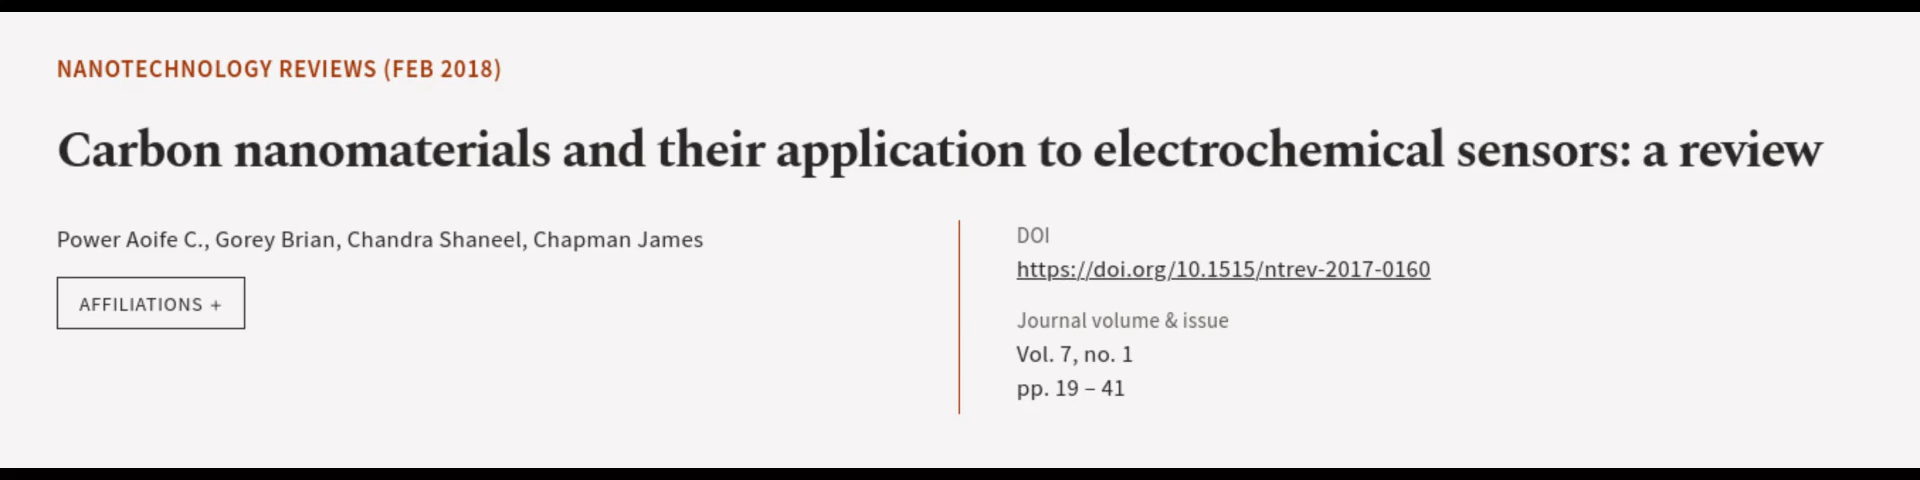 NANOTECHNOLOGY REVIEWS (FEB 2018)
Carbon nanomaterials and their application to electrochemical sensors: a review
Power Aoife C., Gorey Brian, Chandra Shaneel, Chapman James
AFFILIATIONS +
DOI
https://doi.org/10.1515/ntrev-2017-0160
Journal volume & issue
Vol. 7, no. 1
pp. 19 – 41